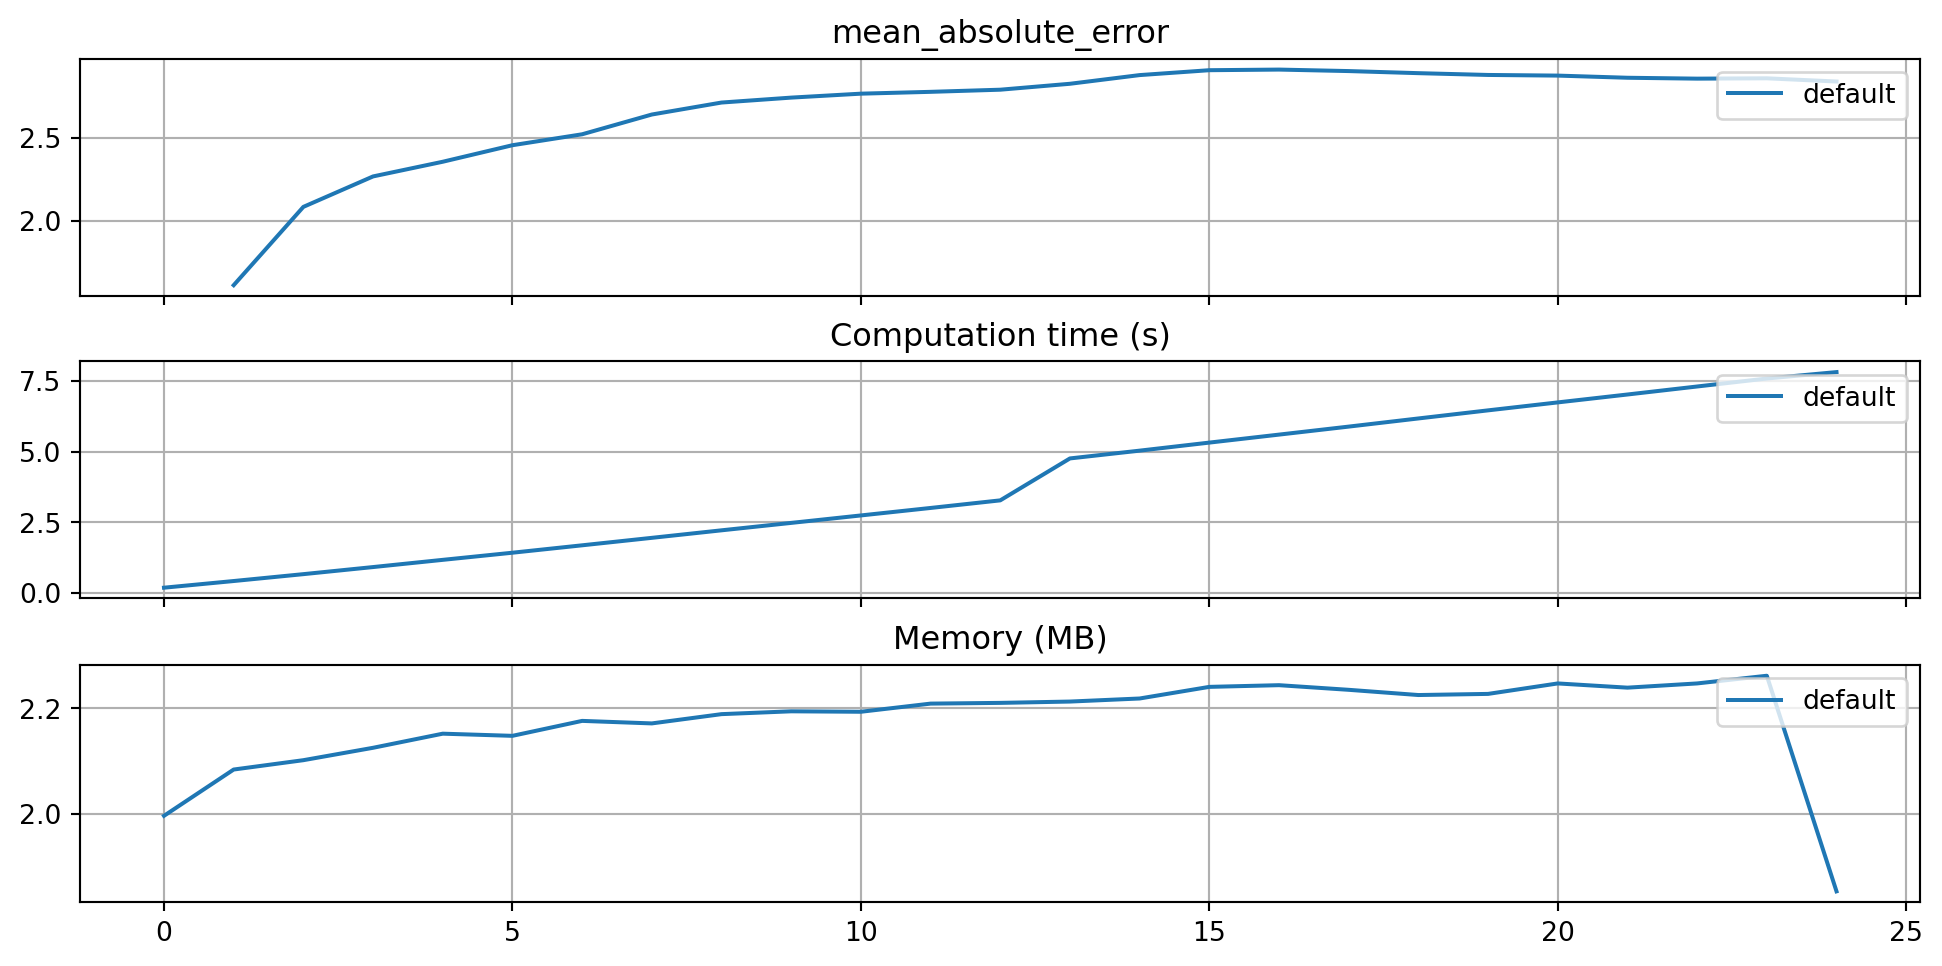 mean_absolute_error
2.5
2.0
default
Computation time (s)
7.5
5.0
2.5
0.0
default
Memory (MB)
2.2
2.0
default
0 5 10 15 20 25